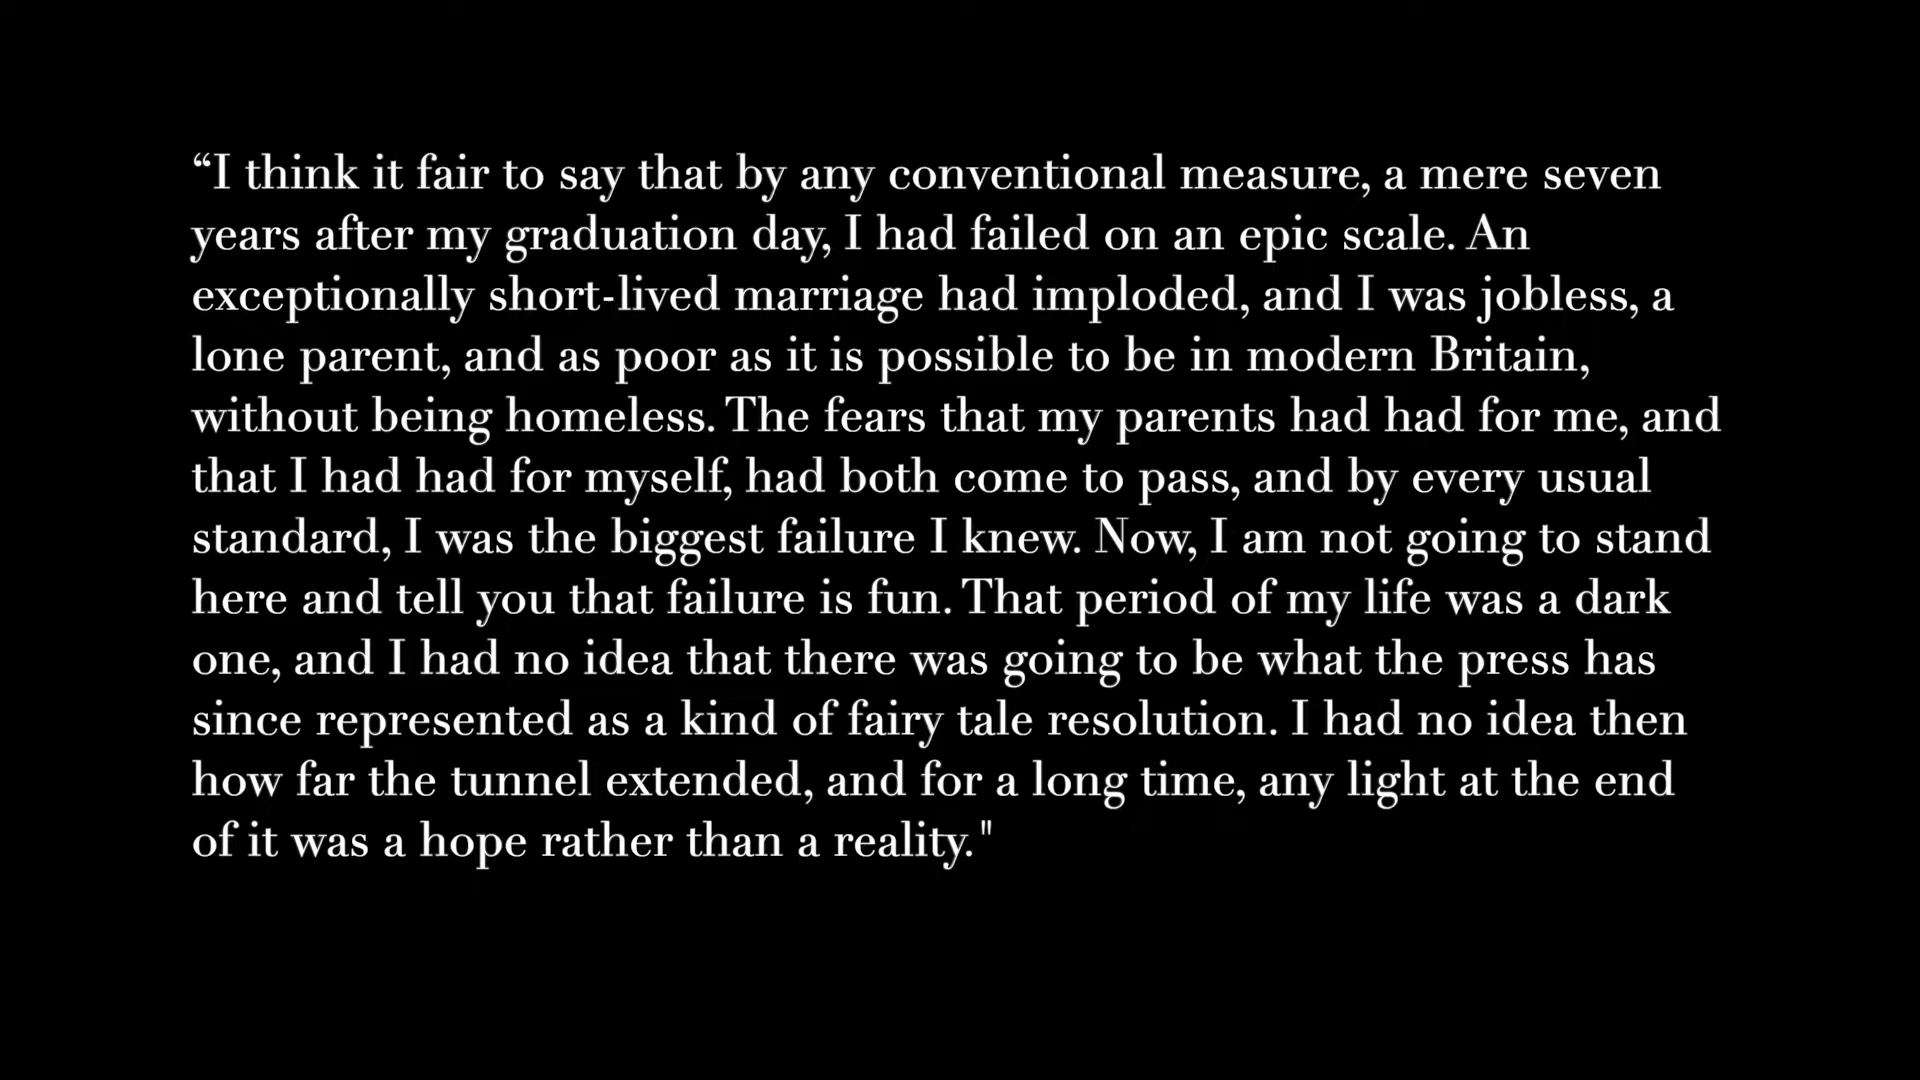 “I think it fair to say that by any conventional measure, a mere seven
years after my graduation day, I had failed on an epic scale. An
exceptionally short-lived marriage had imploded, and I was jobless, a
lone parent, and as poor as it is possible to be in modern Britain,
without being homeless. The fears that my parents had had for me, and
that I had had for myself, had both come to pass, and by every usual
standard, I was the biggest failure I knew. Now, I am not going to stand
here and tell you that failure is fun. That period of my life was a dark
one, and I had no idea that there was going to be what the press has
since represented as a kind of fairy tale resolution. I had no idea then
how far the tunnel extended, and for a long time, any light at the end
of it was a hope rather than a reality."